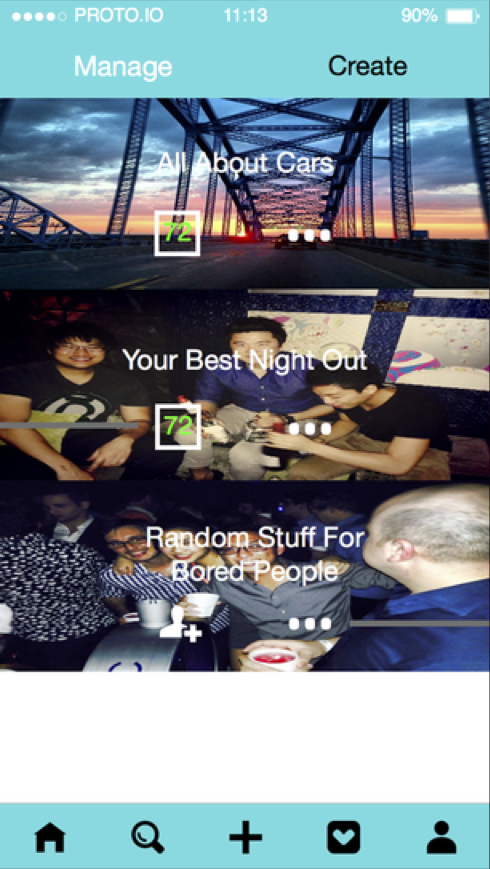 PROTO.IO 11:13 90%
Manage Create
All About Cars
72
Your Best Night Out
72
Random Stuff For
Bored People